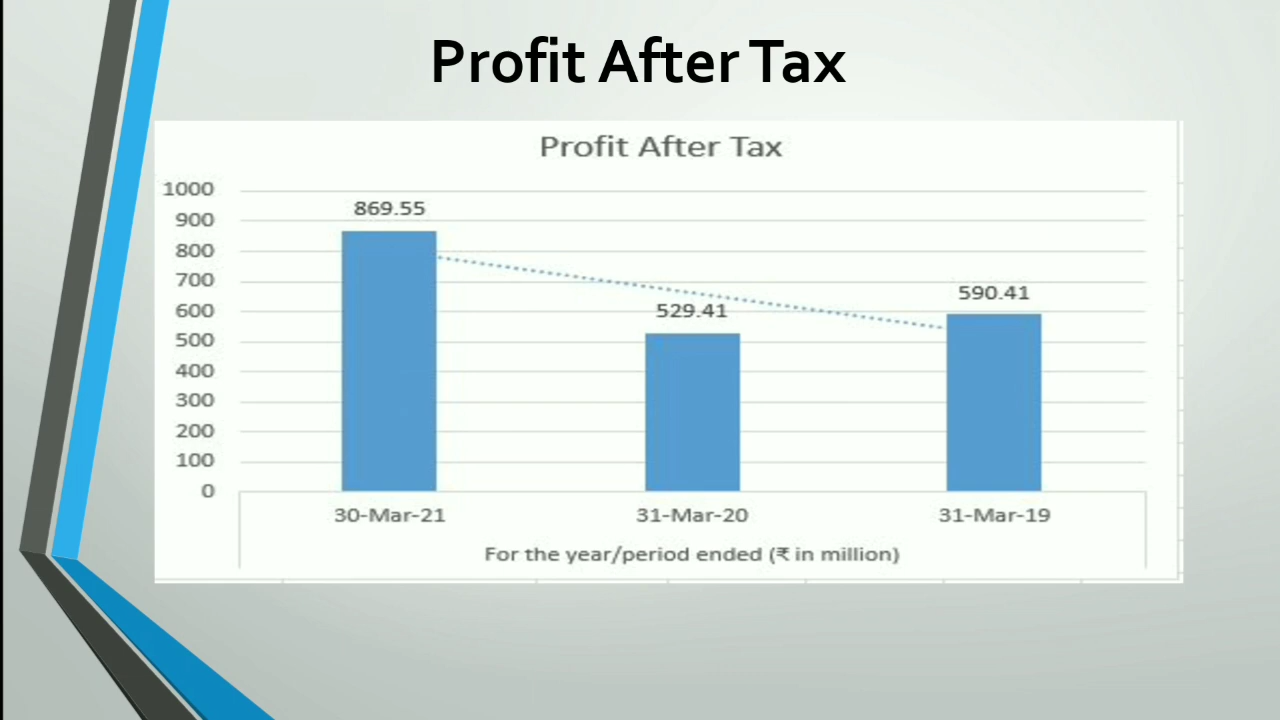 Profit After Tax
Profit After Tax
1000
900
800
700
600
500
400
300
200
100
0
869.55
529.41
590.41
30-Mar-21
31-Mar-20
31-Mar-19
For the year/period ended (₹ in million)